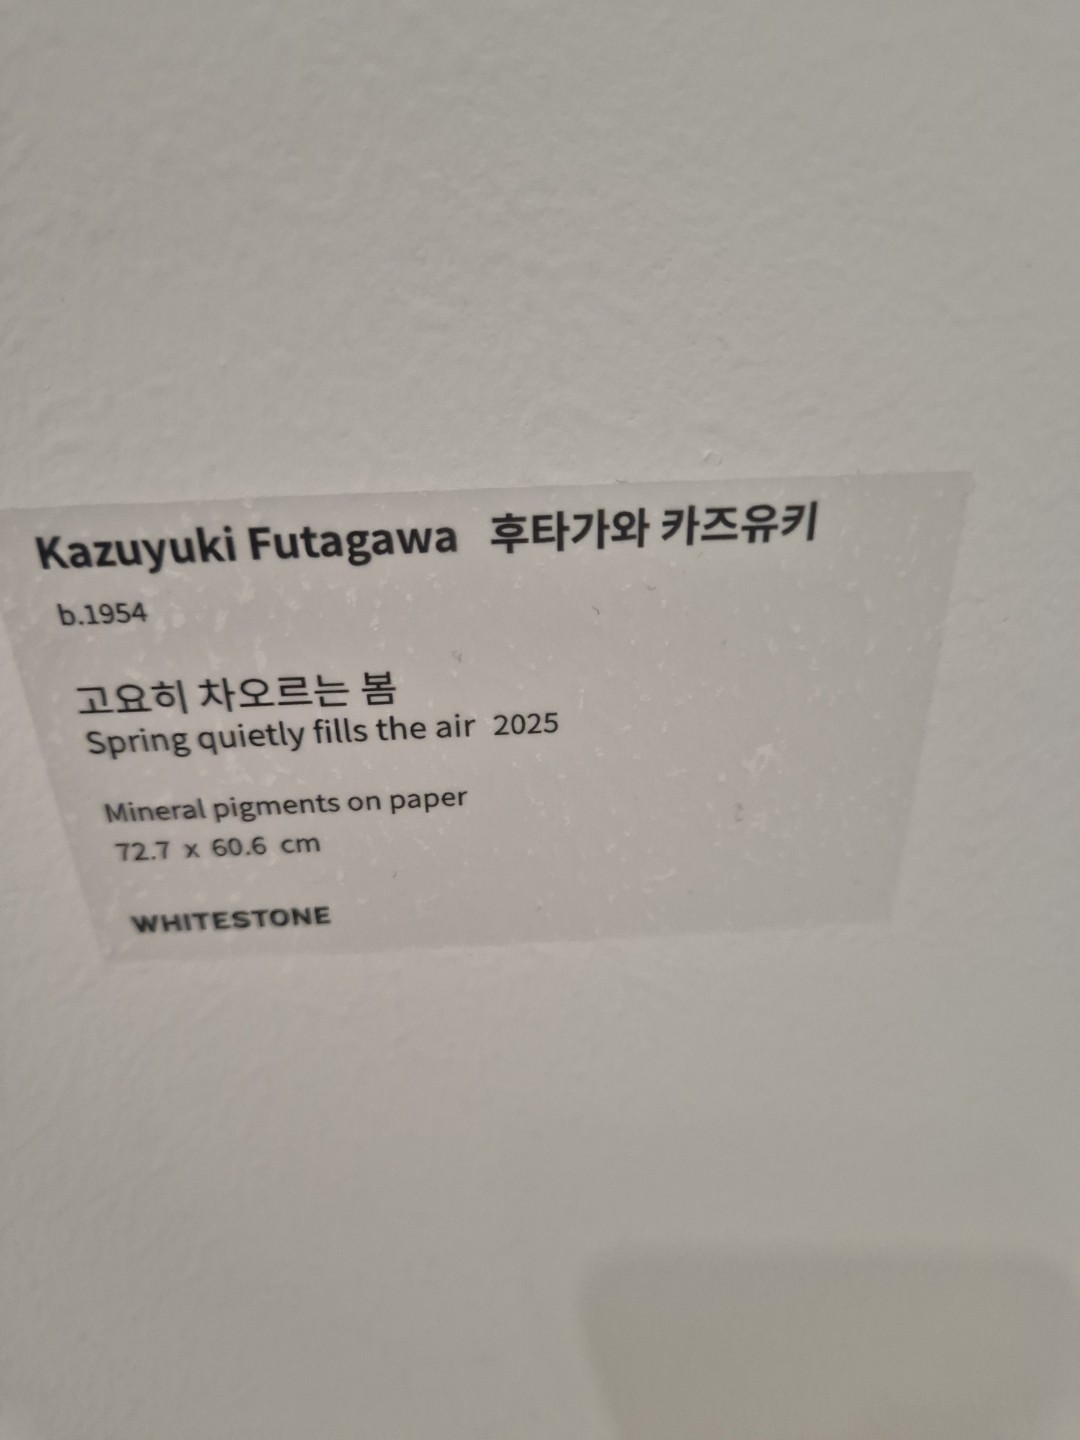 Kazuyuki Futagawa 후타가와 카즈유키
b.1954
고요히 차오르는 봄
Spring quietly fills the air 2025
Mineral pigments on paper
72.7 x 60.6 cm
WHITESTONE